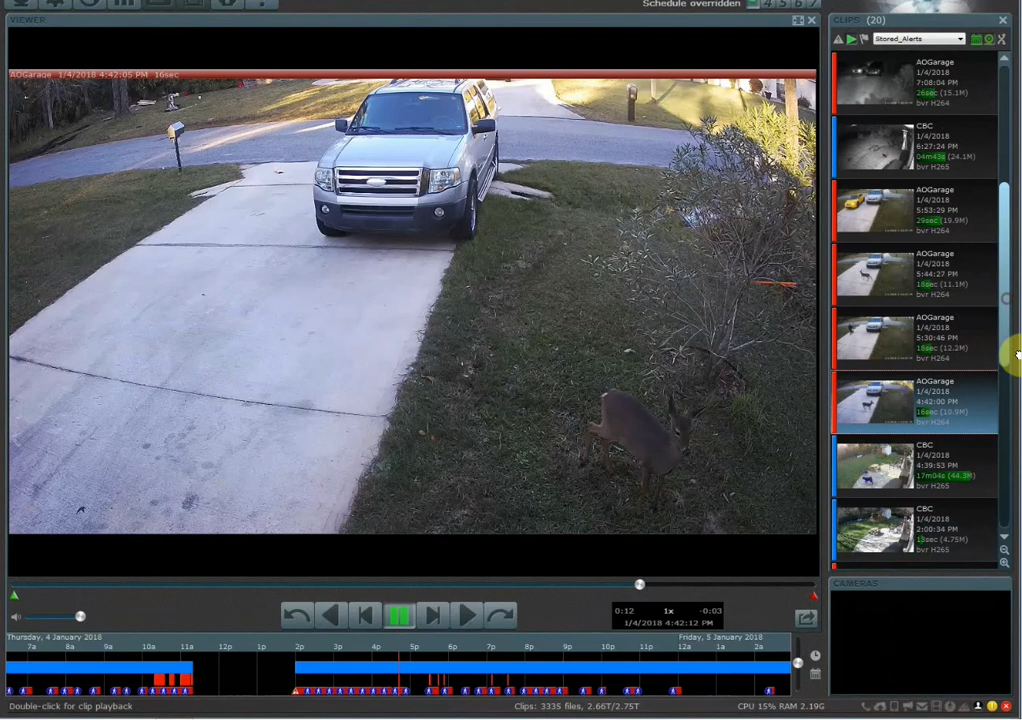 Schedule overridden
4 5 6 7
VIEWER
CLIPS (20)
Stored_Alerts
AOGarage 1/4/2018 4:42:05 PM 16sec
AOGarage
1/4/2018
7:08:04 PM
26sec (15.1M)
bvr H264
CBC
1/4/2018
6:27:24 PM
04m43s (24.1M)
bvr H265
AOGarage
1/4/2018
5:53:29 PM
29sec (19.9M)
bvr H264
AOGarage
1/4/2018
5:44:27 PM
18sec (11.1M)
bvr H264
AOGarage
1/4/2018
5:30:46 PM
18sec (12.2M)
bvr H264
AOGarage
1/4/2018
4:42:00 PM
16sec (10.9M)
bvr H264
CBC
1/4/2018
4:39:53 PM
17m04s (44.3M)
bvr H265
CBC
1/4/2018
2:00:34 PM
13sec (4.75M)
bvr H265
CAMERAS
0:12 1x -0:03
1/4/2018 4:42:12 PM
Thursday, 4 January 2018 Friday, 5 January 2018
7a 8a 9a 10a 11a 12p 1p 2p 3p 4p 5p 6p 7p 8p 9p 10p 11p 12a 1a 2a
Double-click for clip playback
Clips: 3335 files, 2.66T/2.75T
CPU 15% RAM 2.19G